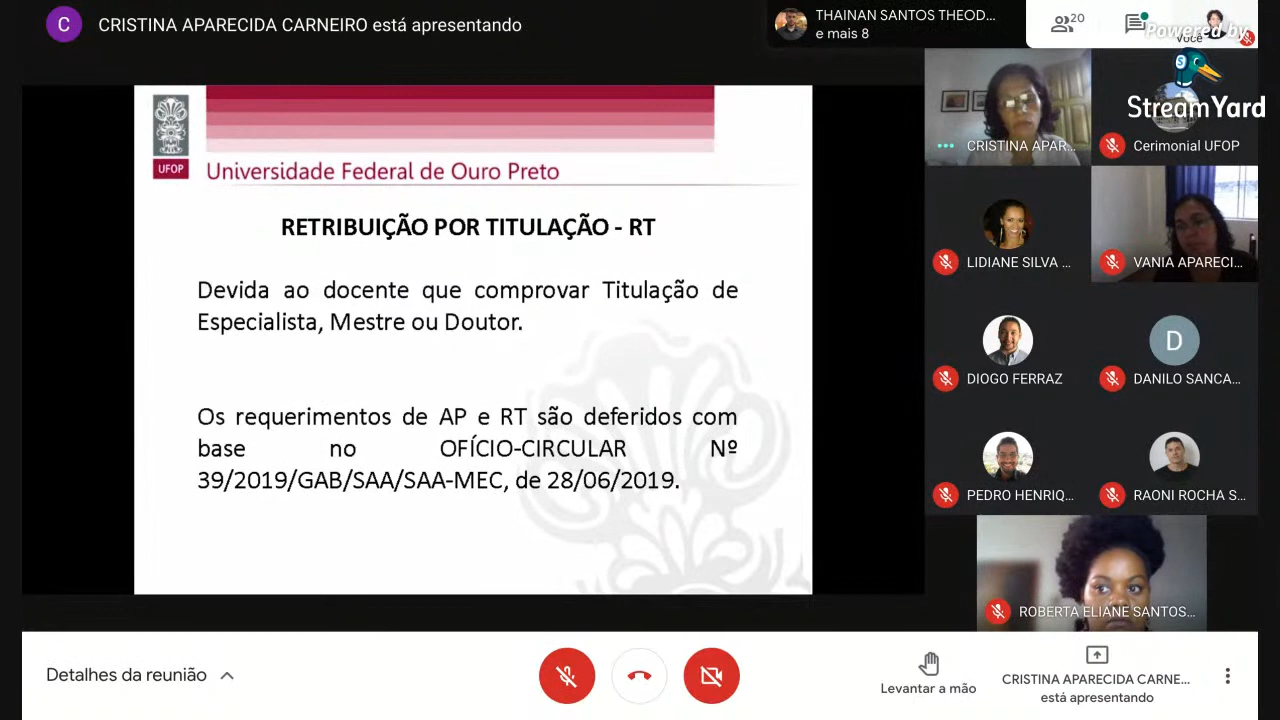 C
CRISTINA APARECIDA CARNEIRO está apresentando
THAINAN SANTOS THEOD...
e mais 8
20
Você
Powered by
StreamYard
UFOP
Universidade Federal de Ouro Preto
RETRIBUIÇÃO POR TITULAÇÃO - RT
Devida ao docente que comprovar Titulação de
Especialista, Mestre ou Doutor.
Os requerimentos de AP e RT são deferidos com
base no OFÍCIO-CIRCULAR Nº
39/2019/GAB/SAA/SAA-MEC, de 28/06/2019.
CRISTINA APAR...
Cerimonial UFOP
LIDIANE SILVA ...
VANIA APARECI...
D
DIOGO FERRAZ
DANILO SANCA...
PEDRO HENRIQ...
RAONI ROCHA S...
ROBERTA ELIANE SANTOS...
Detalhes da reunião
Levantar a mão
CRISTINA APARECIDA CARNE...
está apresentando